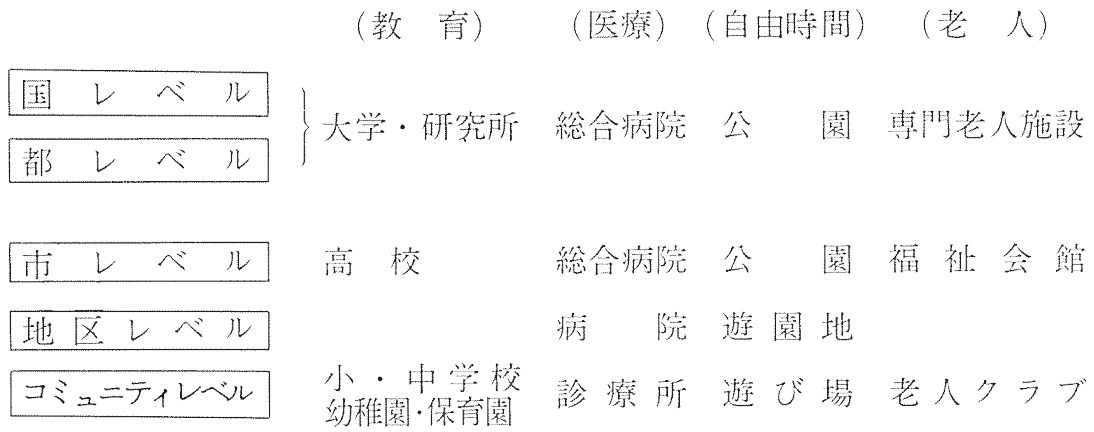 (教育) (医療) (自由時間) (老人)
国レベル
大学・研究所 総合病院 公園 専門老人施設
都レベル
市レベル 高校 総合病院 公園 福祉会館
地区レベル 病院 遊園地
コミュニティレベル 小・中学校 診療所 遊び場 老人クラブ
幼稚園・保育園